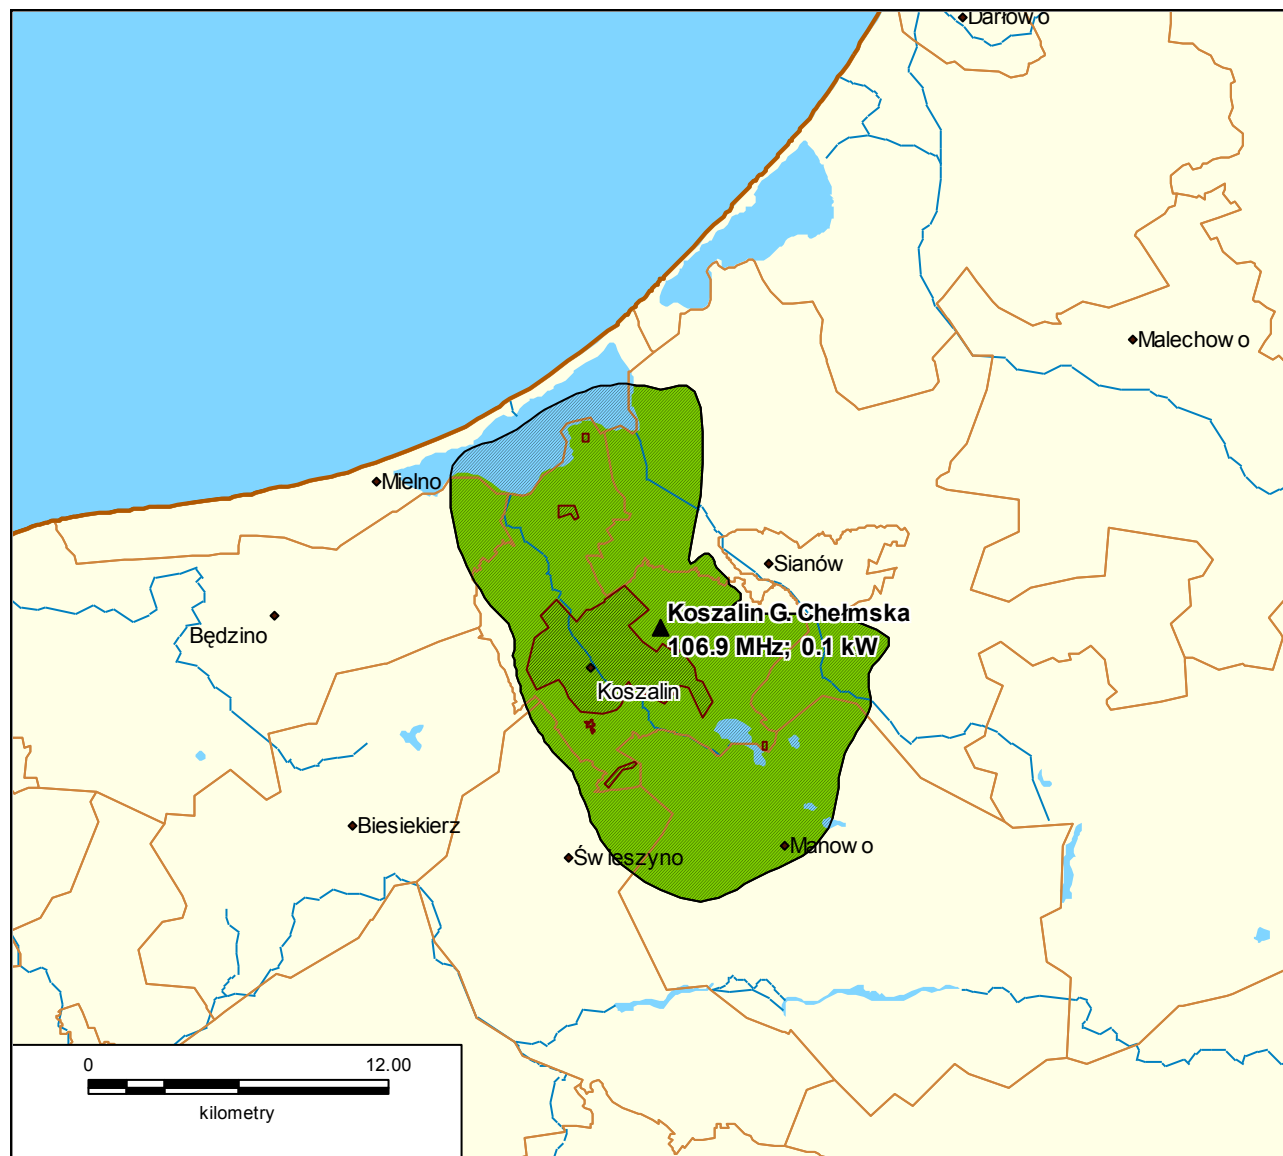 Darłowo
Malechowo
Mielno
Sianów
Koszalin G-Chełmska
106.9 MHz; 0.1 kW
Będzino
Koszalin
Biesiekierz
Świeszyno
Manowo
0 12.00
kilometry